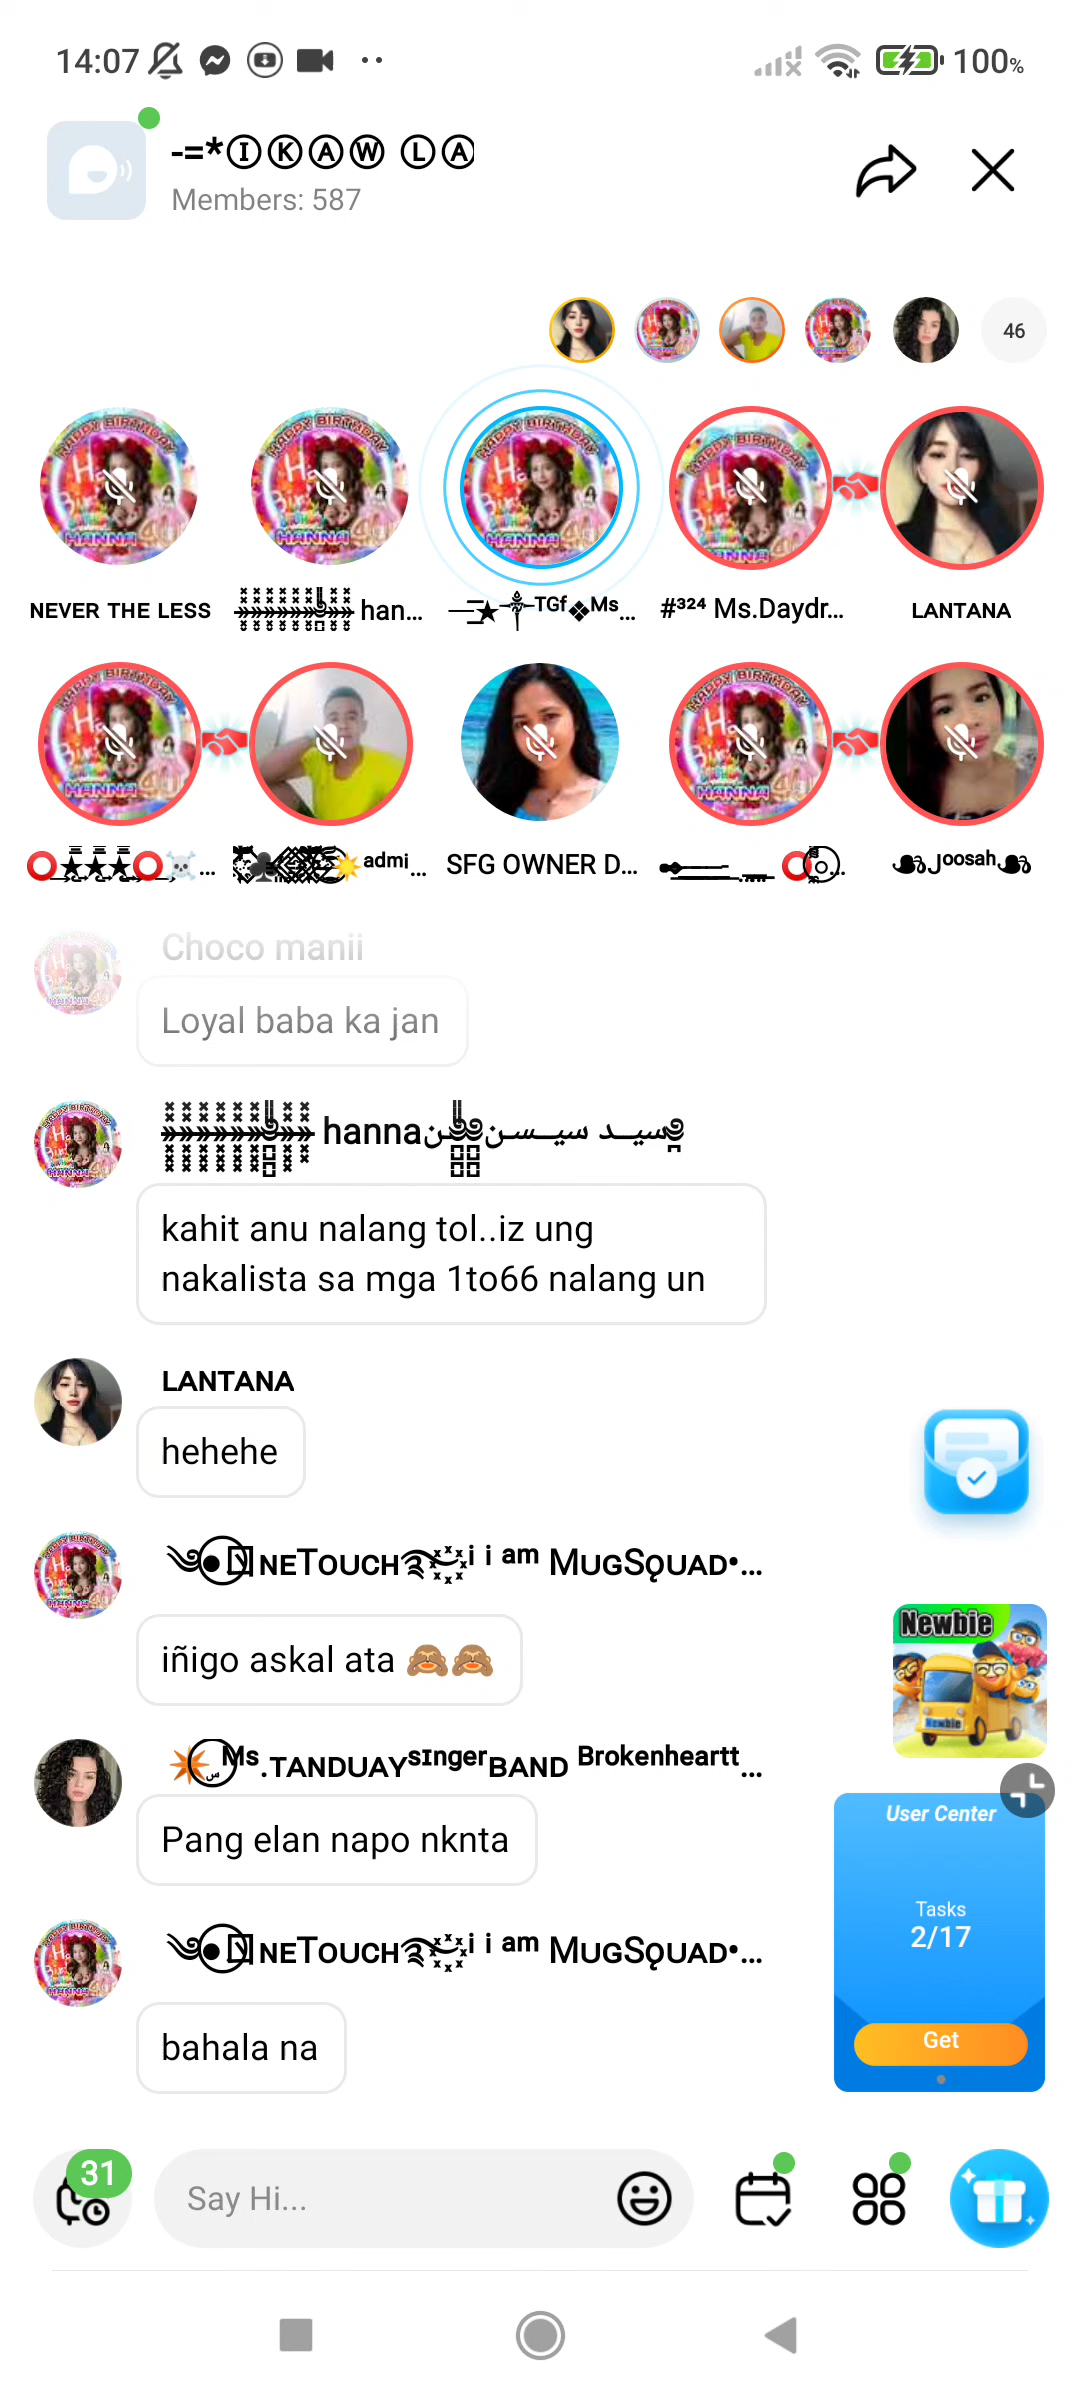 14:07
100%
-=*ⒾⓀⒶⓌ ⓁⒶ
Members: 587
46
NEVER THE LESS
han...
TGf❖Ms...
#³²⁴ Ms.Daydr...
LANTANA
admi...
SFG OWNER D...
Joosah
Choco manii
Loyal baba ka jan
hanna
kahit anu nalang tol..iz ung
nakalista sa mga 1to66 nalang un
LANTANA
hehehe
NETOUCH i i am MUGSQUAD•...
iñigo askal ata 🙈🙈
Newbie
Newbie
Ms.TANDUAYsɪngerBAND Brokenheartt...
Pang elan napo nknta
User Center
Tasks
2/17
Get
NETOUCH i i am MUGSQUAD•...
bahala na
31
Say Hi...